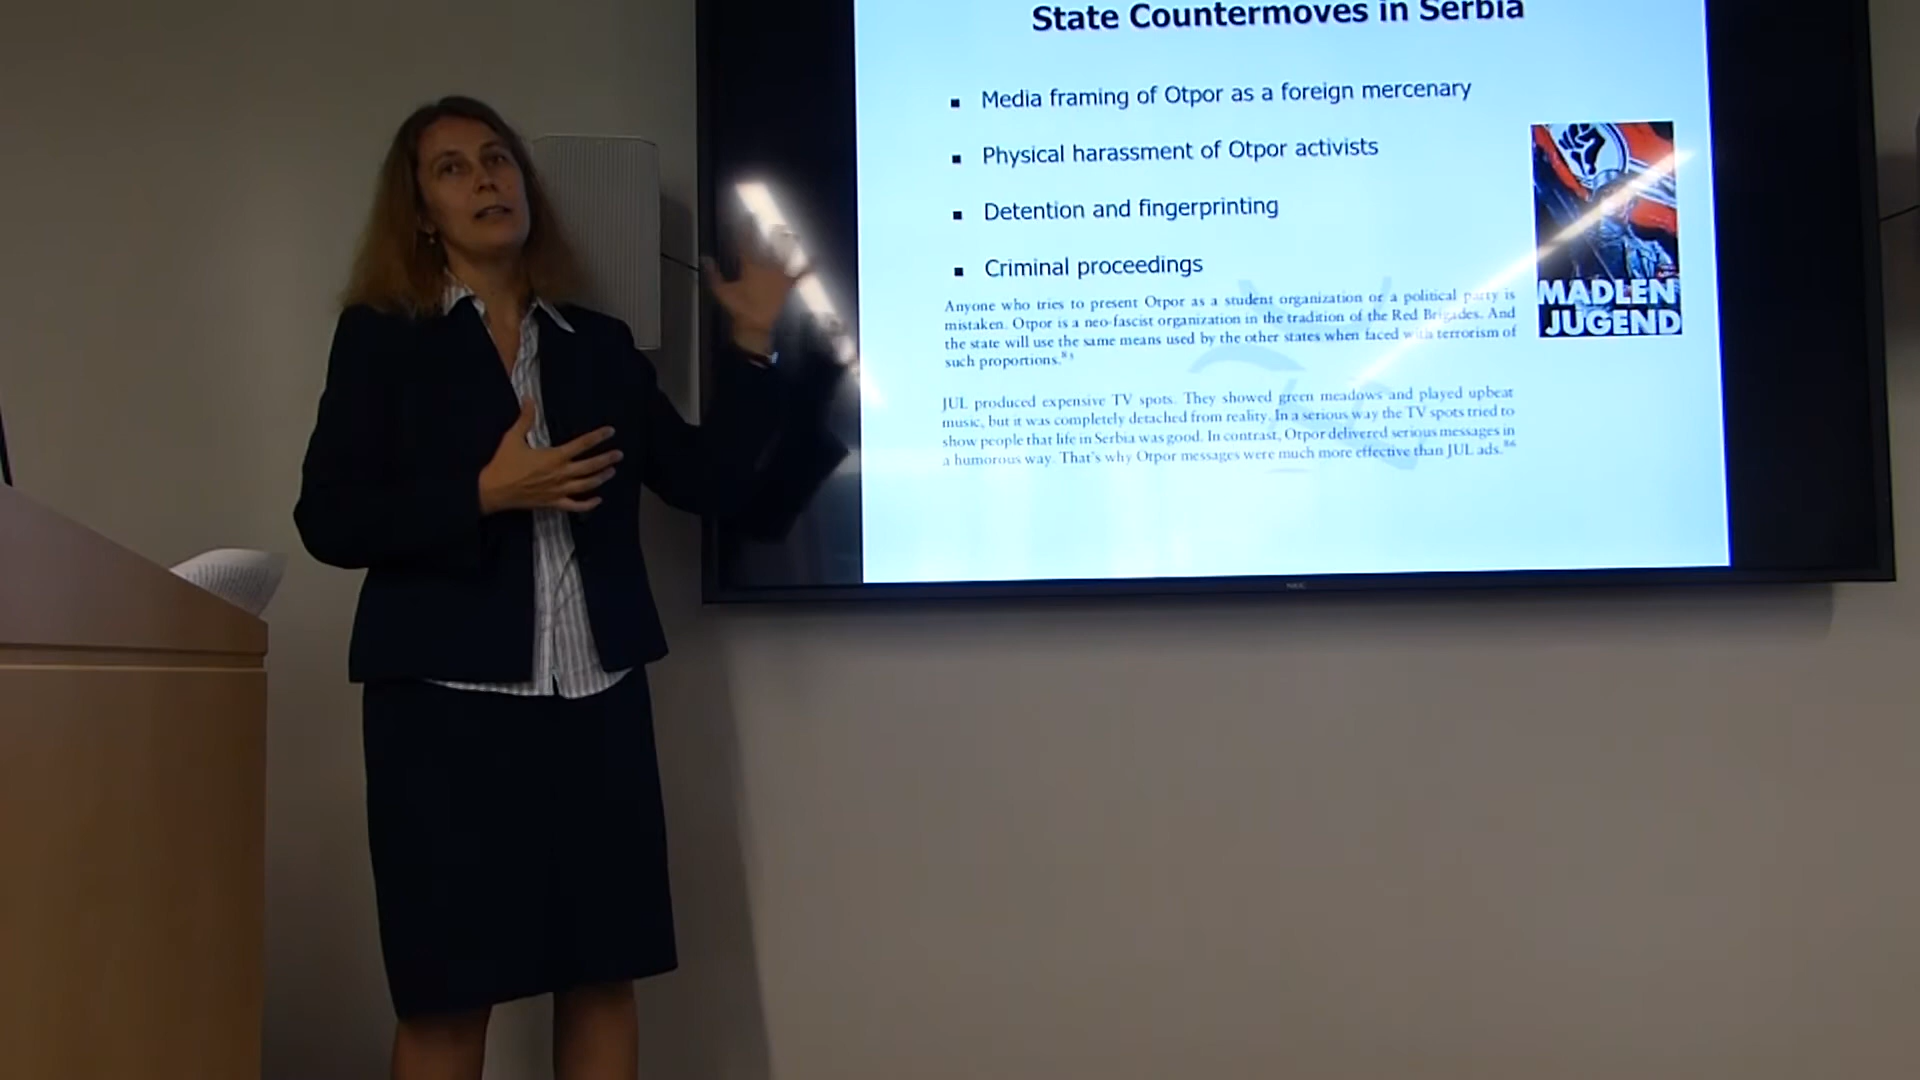 State Countermoves in Serbia
▪ Media framing of Otpor as a foreign mercenary
▪ Physical harassment of Otpor activists
▪ Detention and fingerprinting
▪ Criminal proceedings
Anyone who tries to present Otpor as a student organization or a political party is
mistaken. Otpor is a neo-fascist organization in the tradition of the Red Brigades. And
the state will use the same means used by the other states when faced with terrorism of
such proportions.
JUL produced expensive TV spots. They showed green meadows and played upbeat
music, but it was completely detached from reality. In a serious way the TV spots tried to
show people that life in Serbia was good. In contrast, Otpor delivered serious messages in
a humorous way. That's why Otpor messages were much more effective than JUL ads.⁸⁶
MADLEN
JUGEND
NEC